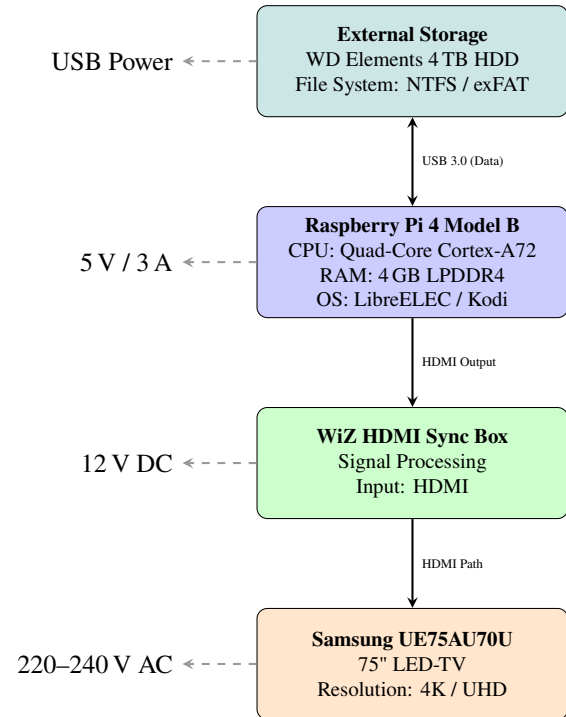 External Storage
WD Elements 4 TB HDD
File System: NTFS / exFAT
USB Power
USB 3.0 (Data)
Raspberry Pi 4 Model B
CPU: Quad-Core Cortex-A72
RAM: 4 GB LPDDR4
OS: LibreELEC / Kodi
5 V / 3 A
HDMI Output
WiZ HDMI Sync Box
Signal Processing
Input: HDMI
12 V DC
HDMI Path
Samsung UE75AU70U
75" LED-TV
Resolution: 4K / UHD
220–240 V AC